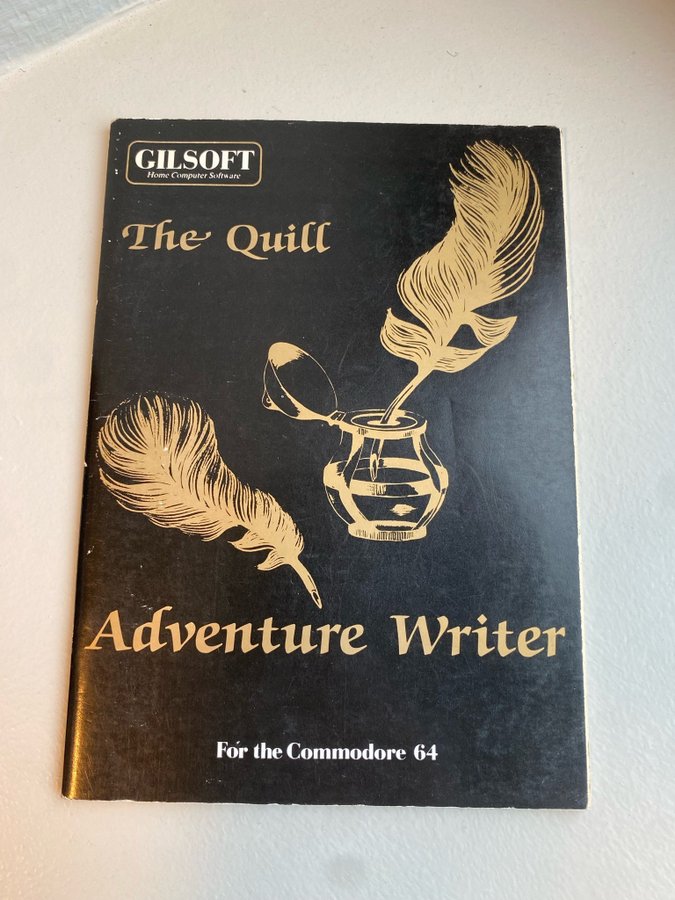 GILSOFT
Home Computer Software
The Quill
Adventure Writer
For the Commodore 64